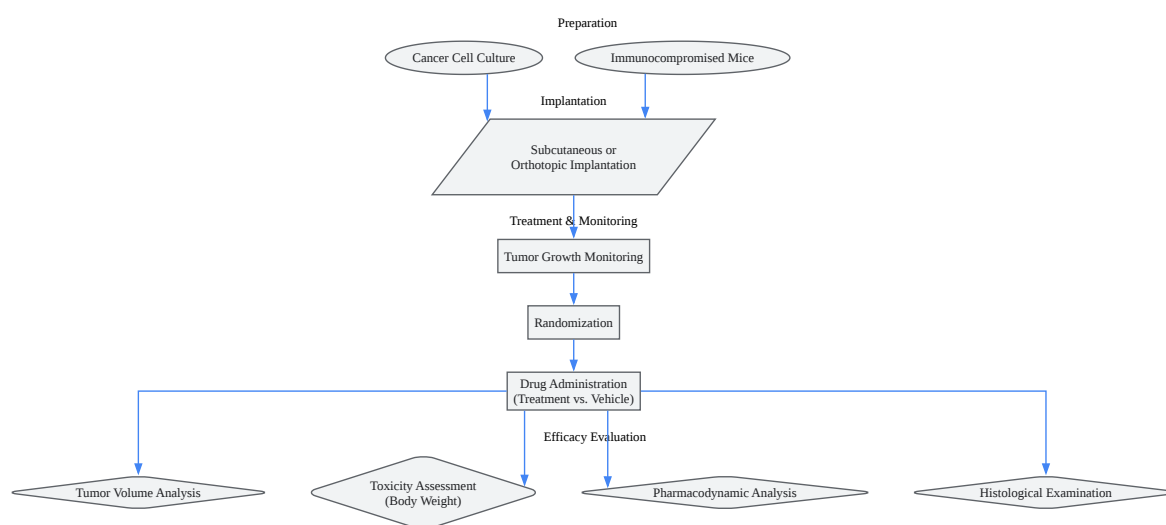 Preparation
Cancer Cell Culture
Immunocompromised Mice
Implantation
Subcutaneous or
Orthotopic Implantation
Treatment & Monitoring
Tumor Growth Monitoring
Randomization
Drug Administration
(Treatment vs. Vehicle)
Efficacy Evaluation
Tumor Volume Analysis
Toxicity Assessment
(Body Weight)
Pharmacodynamic Analysis
Histological Examination